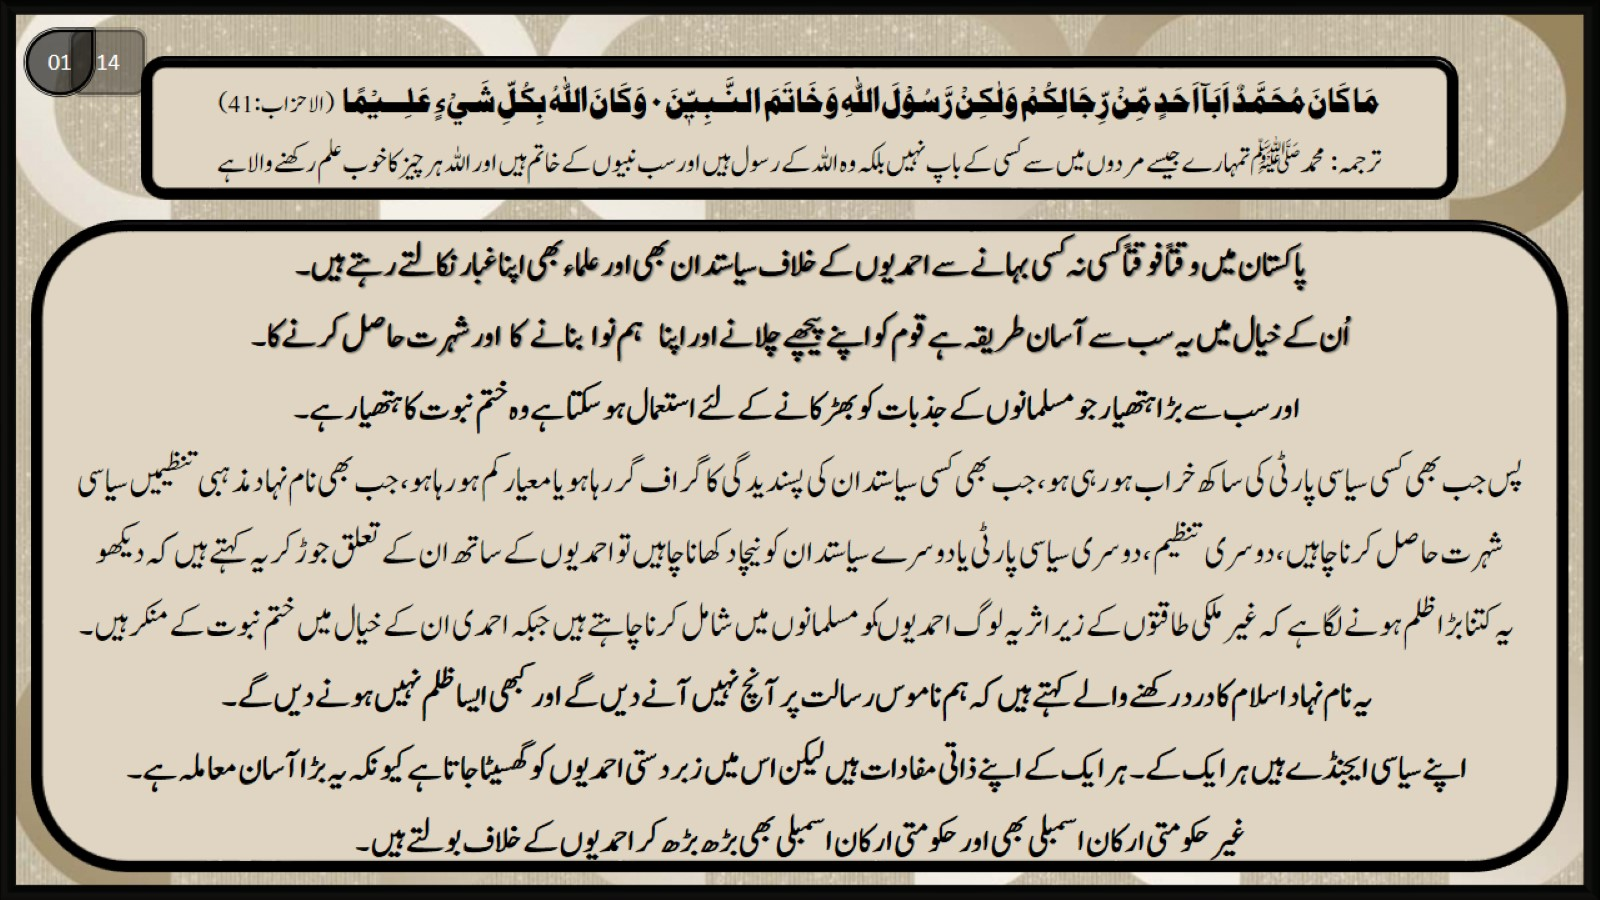 01 14
مَا كَانَ مُحَمَّدٌ اَبَآ اَحَدٍ مِّنْ رِّجَالِكُمْ وَلٰكِنْ رَّسُوْلَ اللّٰهِ وَخَاتَمَ النَّبِیّٖنَ ۰ وَكَانَ اللّٰهُ بِكُلِّ شَیْءٍ عَلِــيْمًا (الاحزاب:41)
ترجمہ: محمد ﷺ تمہارے جیسے مردوں میں سے کسی کے باپ نہیں بلکہ وہ اللہ کے رسول ہیں اور سب نبیوں کے خاتم ہیں اور اللہ ہر چیز کا خوب علم رکھنے والا ہے
پاکستان میں وقتاً فوقتاً کسی نہ کسی بہانے سے احمدیوں کے خلاف سیاستدان بھی اور علماء بھی اپنا غبار نکالتے رہتے ہیں۔
اُن کے خیال میں یہ سب سے آسان طریقہ ہے قوم کو اپنے پیچھے چلانے اور اپنا ہم نوا بنانے کا اور شہرت حاصل کرنے کا۔
اور سب سے بڑا ہتھیار جو مسلمانوں کے جذبات کو بھڑکانے کے لئے استعمال ہو سکتا ہے وہ ختم نبوت کا ہتھیار ہے۔
پس جب بھی کسی سیاسی پارٹی کی ساکھ خراب ہو رہی ہو، جب بھی کسی سیاستدان کی پسندیدگی کا گراف گر رہا ہو یا معیار کم ہو رہا ہو، جب بھی نام نہاد مذہبی تنظیمیں سیاسی
شہرت حاصل کرنا چاہیں، دوسری تنظیم، دوسری سیاسی پارٹی یا دوسرے سیاستدان کو نیچا دکھانا چاہیں تو احمدیوں کے ساتھ ان کے تعلق جوڑ کر یہ کہتے ہیں کہ دیکھو
یہ کتنا بڑا ظلم ہونے لگا ہے کہ غیر ملکی طاقتوں کے زیر اثر یہ لوگ احمدیوں کو مسلمانوں میں شامل کرنا چاہتے ہیں جبکہ احمدی ان کے خیال میں ختم نبوت کے منکر ہیں۔
یہ نام نہاد اسلام کا درد رکھنے والے کہتے ہیں کہ ہم ناموس رسالت پر آنچ نہیں آنے دیں گے اور کبھی ایسا ظلم نہیں ہونے دیں گے۔
اپنے سیاسی ایجنڈے ہیں ہر ایک کے۔ ہر ایک کے اپنے ذاتی مفادات ہیں لیکن اس میں زبردستی احمدیوں کو گھسیٹا جاتا ہے کیونکہ یہ بڑا آسان معاملہ ہے۔
غیر حکومتی ارکان اسمبلی بھی اور حکومتی ارکان اسمبلی بھی بڑھ بڑھ کر احمدیوں کے خلاف بولتے ہیں۔